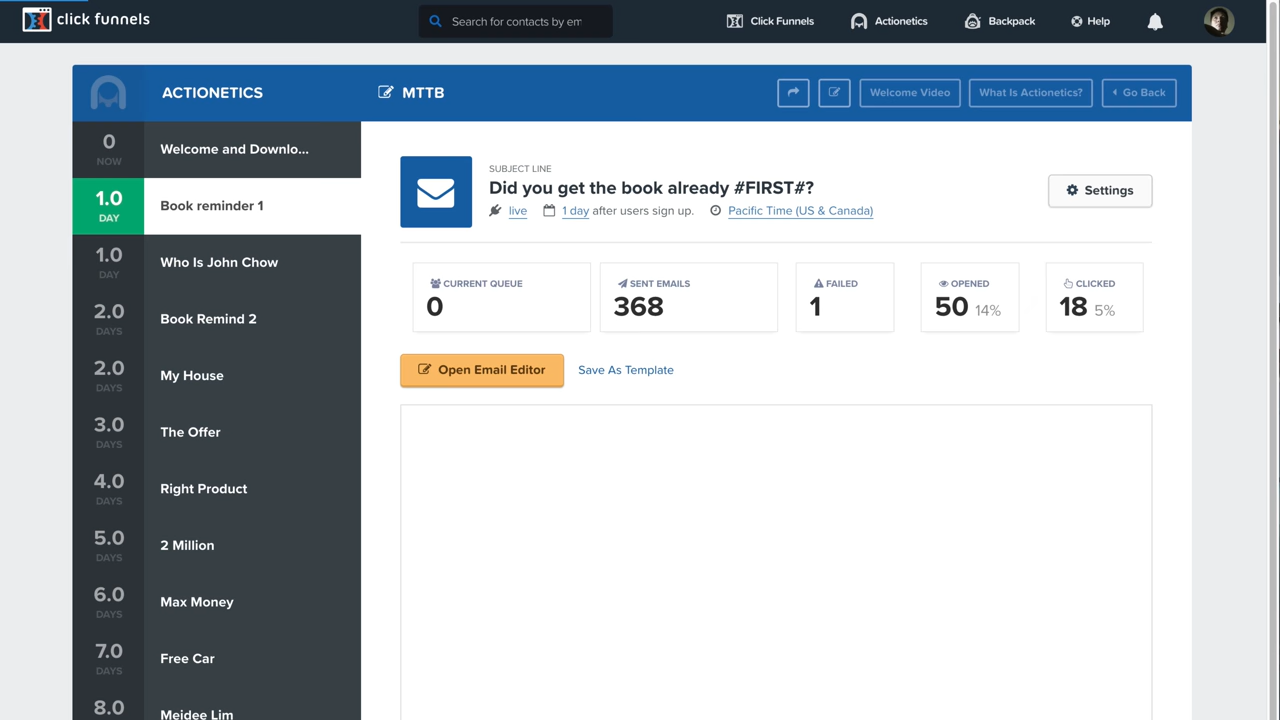 click funnels
Search for contacts by em
Click Funnels
Actionetics
Backpack
Help
ACTIONETICS
MTTB
Welcome Video
What Is Actionetics?
Go Back
0
NOW
Welcome and Downlo...
1.0
DAY
Book reminder 1
1.0
DAY
Who Is John Chow
2.0
DAYS
Book Remind 2
2.0
DAYS
My House
3.0
DAYS
The Offer
4.0
DAYS
Right Product
5.0
DAYS
2 Million
6.0
DAYS
Max Money
7.0
DAYS
Free Car
8.0
Meidee Lim
SUBJECT LINE
Did you get the book already #FIRST#?
live 1 day after users sign up. Pacific Time (US & Canada)
Settings
CURRENT QUEUE
0
SENT EMAILS
368
FAILED
1
OPENED
50 14%
CLICKED
18 5%
Open Email Editor
Save As Template